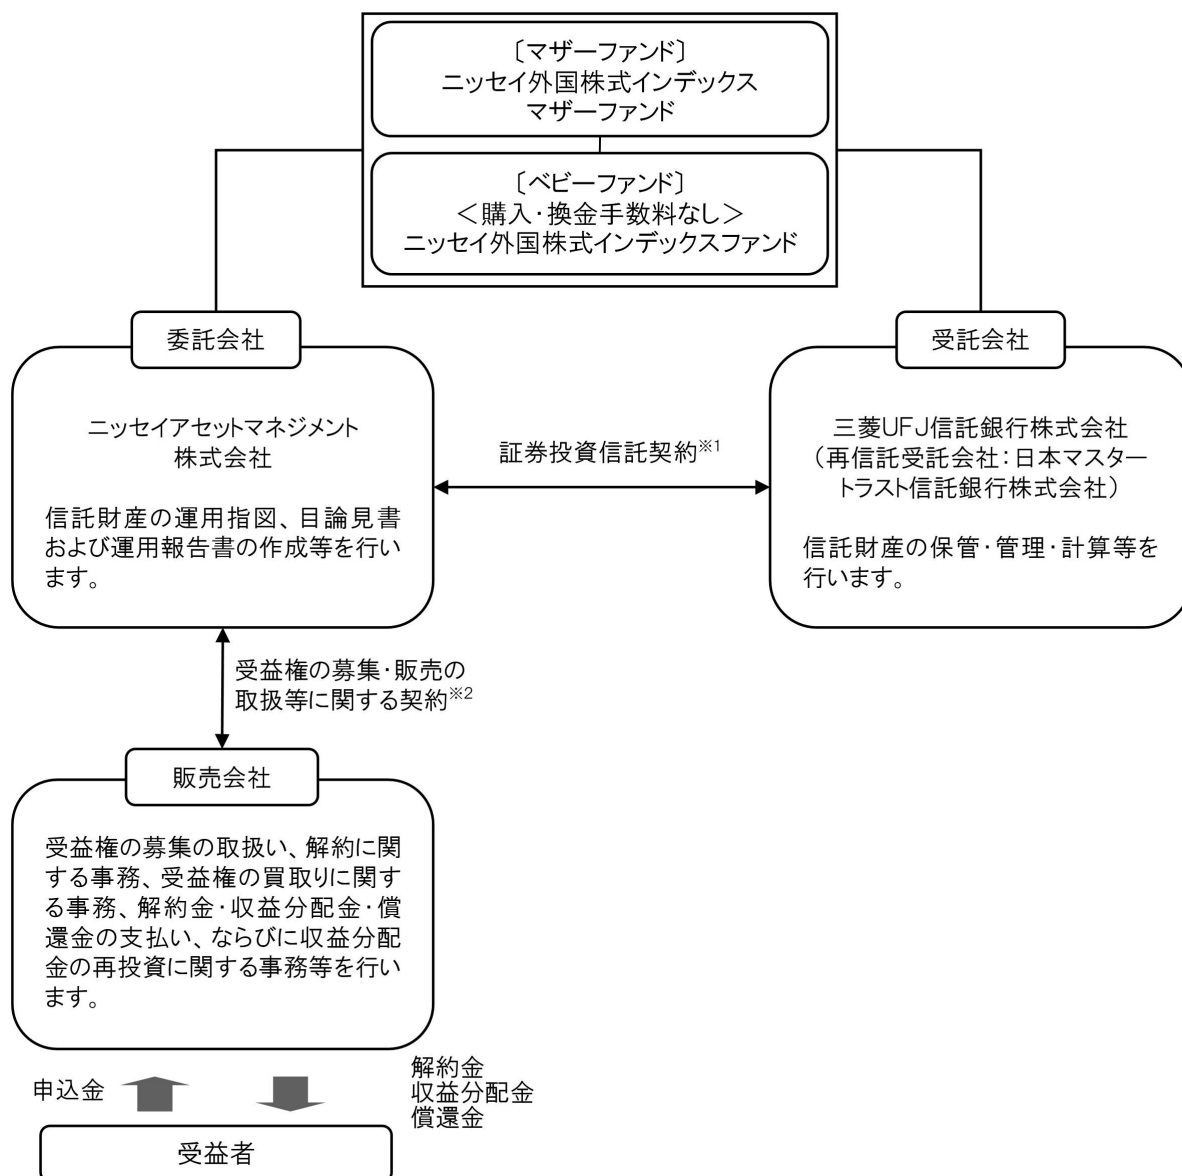 〔マザーファンド〕
ニッセイ外国株式インデックス
マザーファンド
〔ベビーファンド〕
＜購入・換金手数料なし＞
ニッセイ外国株式インデックスファンド
委託会社
ニッセイアセットマネジメント
株式会社
信託財産の運用指図、目論見書
および運用報告書の作成等を行い
ます。
証券投資信託契約※1
受託会社
三菱UFJ信託銀行株式会社
（再信託受託会社：日本マスター
トラスト信託銀行株式会社）
信託財産の保管・管理・計算等を
行います。
受益権の募集・販売の
取扱等に関する契約※2
販売会社
受益権の募集の取扱い、解約に関
する事務、受益権の買取りに関す
る事務、解約金・収益分配金・償
還金の支払い、ならびに収益分配
金の再投資に関する事務等を行い
ます。
申込金
解約金
収益分配金
償還金
受益者